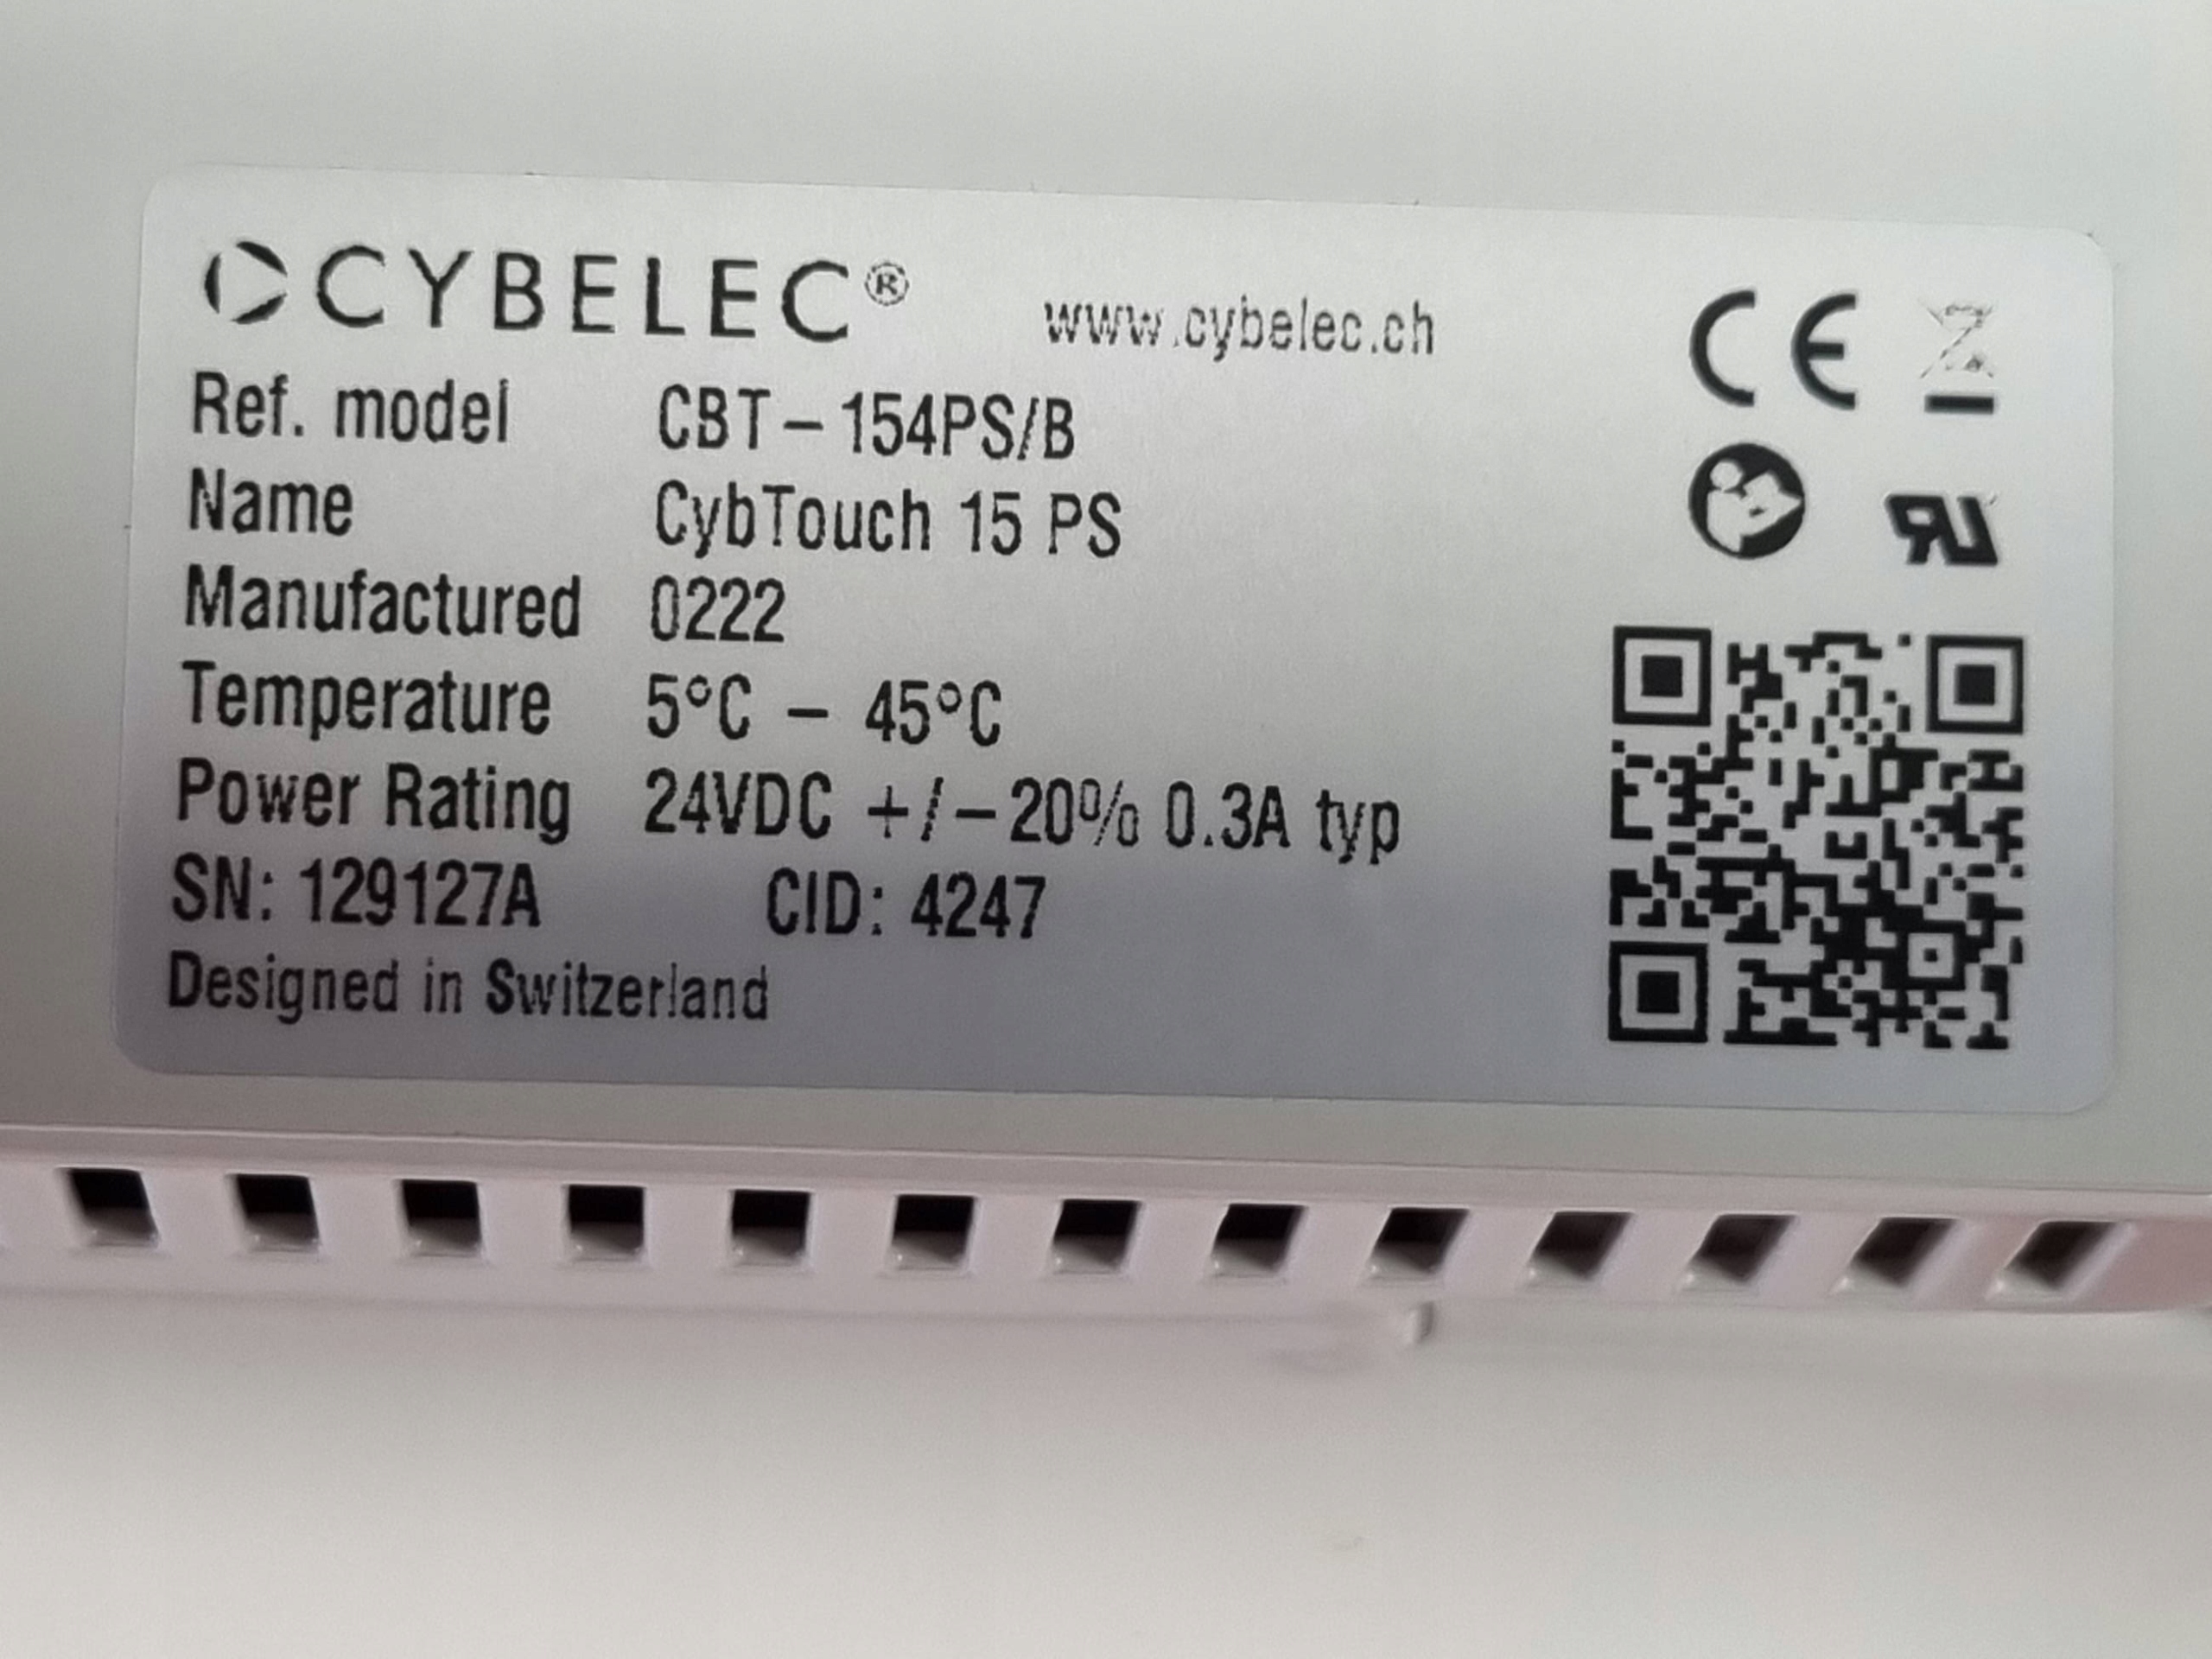 CYBELEC® www.cybelec.ch
Ref. model CBT-154PS/B
Name CybTouch 15 PS
Manufactured 0222
Temperature 5°C - 45°C
Power Rating 24VDC +/-20% 0.3A typ
SN: 129127A CID: 4247
Designed in Switzerland
CE